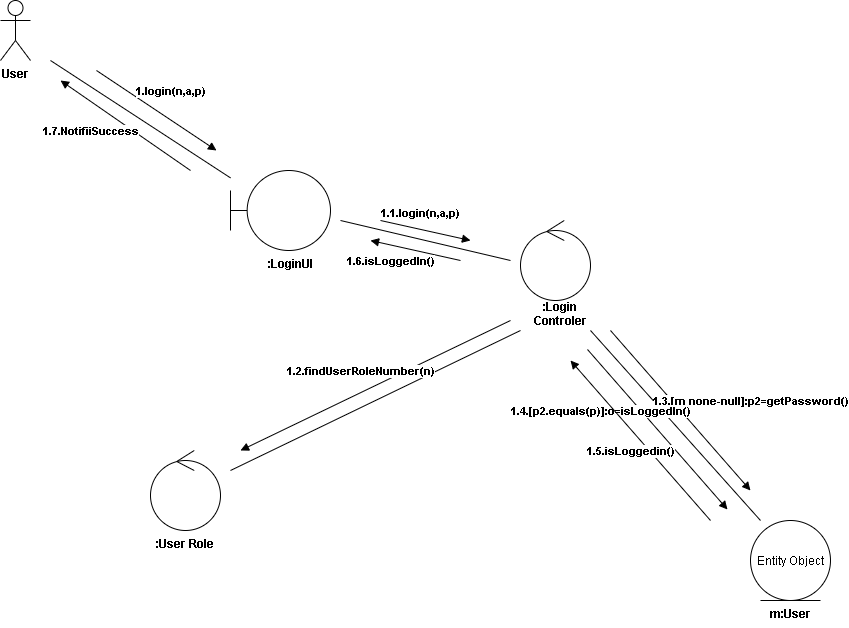 User
1.login(n,a,p)
1.7.NotifiiSuccess
1.1.login(n,a,p)
:LoginUI
1.6.isLoggedIn()
:Login
Controler
1.2.findUserRoleNumber(n)
1.3.[m none-null]:p2=getPassword()
1.4.[p2.equals(p)]:o=isLoggedIn()
1.5.isLoggedin()
:User Role
Entity Object
m:User